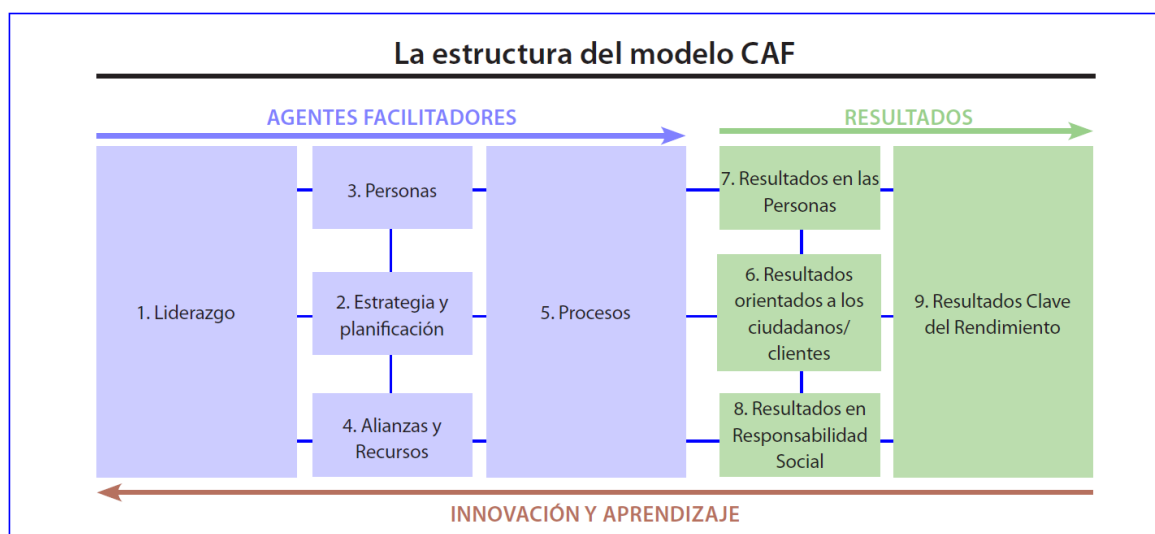 La estructura del modelo CAF
AGENTES FACILITADORES
RESULTADOS
1. Liderazgo
3. Personas
2. Estrategia y
planificación
4. Alianzas y
Recursos
5. Procesos
7. Resultados en las
Personas
6. Resultados
orientados a los
ciudadanos/
clientes
8. Resultados en
Responsabilidad
Social
9. Resultados Clave
del Rendimiento
INNOVACIÓN Y APRENDIZAJE